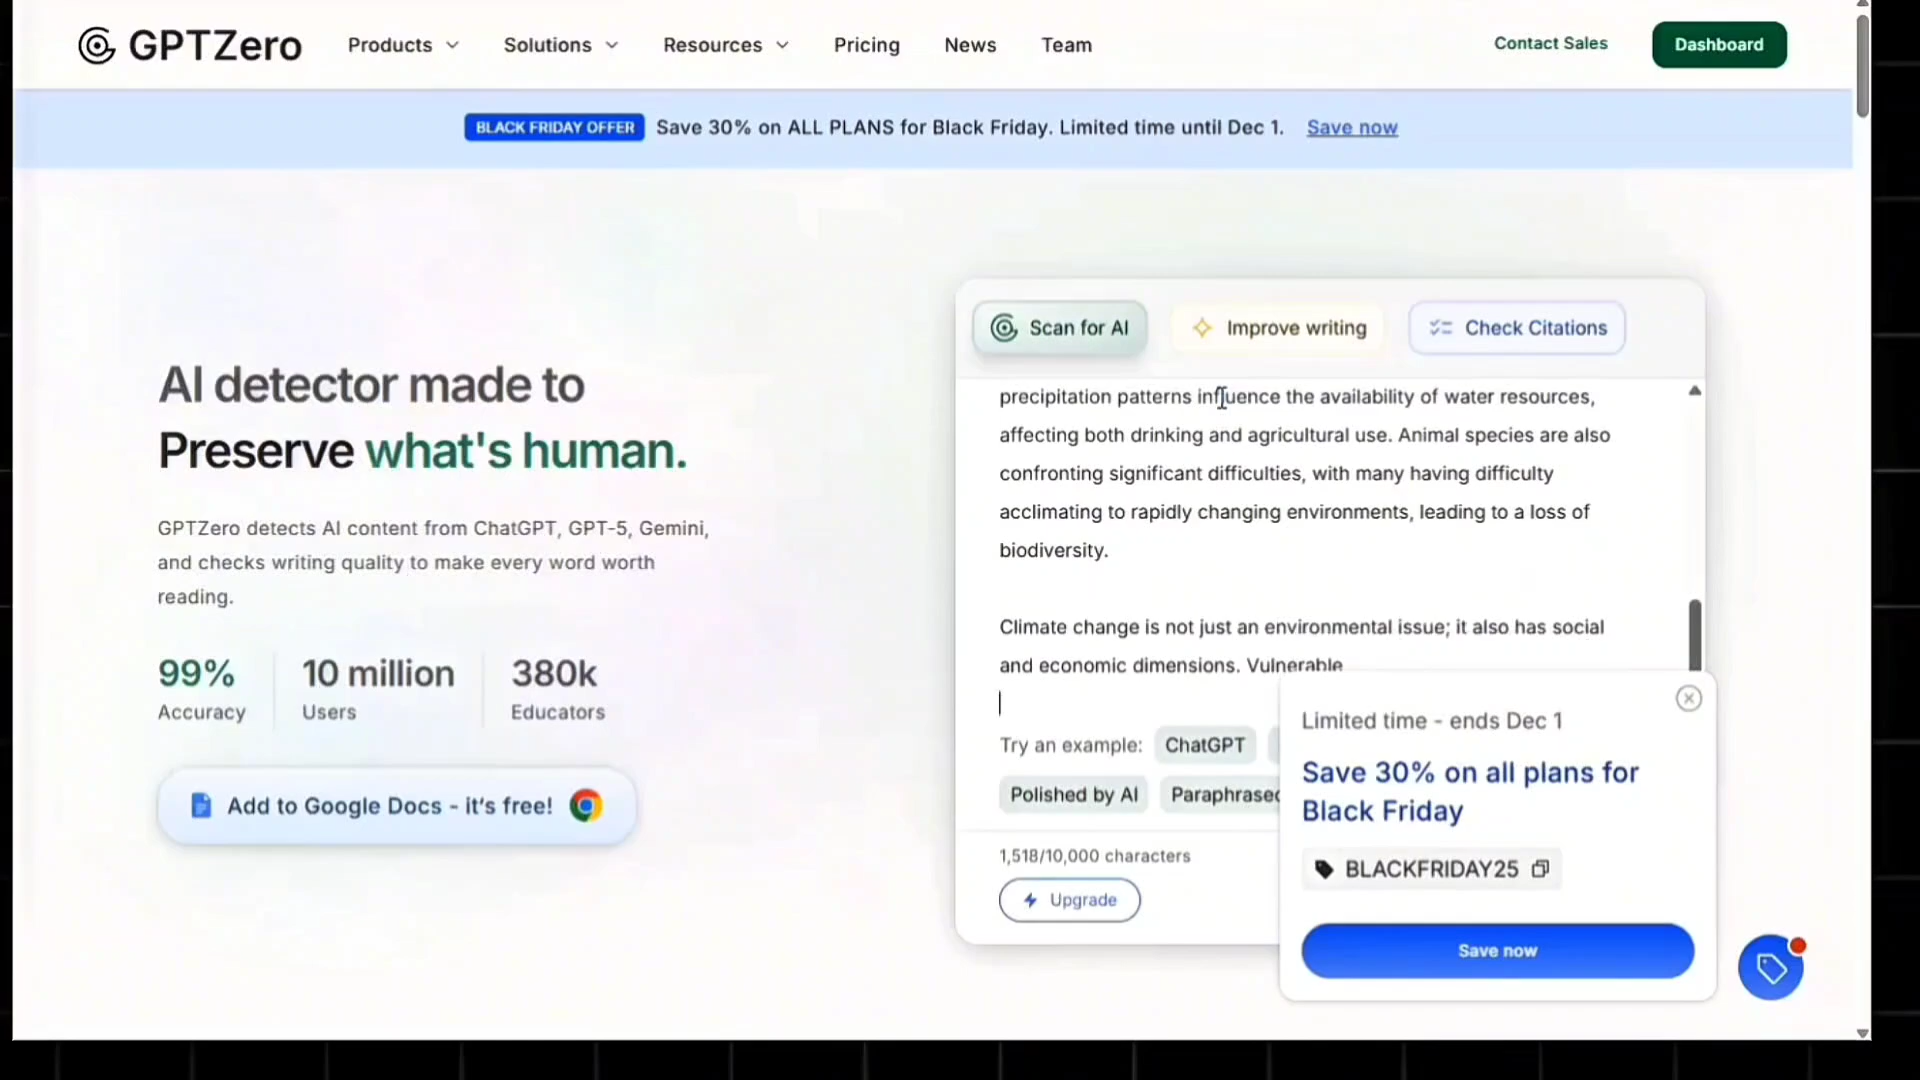 GPTZero
Products
Solutions
Resources
Pricing
News
Team
Contact Sales
Dashboard
BLACK FRIDAY OFFER Save 30% on ALL PLANS for Black Friday. Limited time until Dec 1. Save now
AI detector made to
Preserve what's human.
GPTZero detects AI content from ChatGPT, GPT-5, Gemini,
and checks writing quality to make every word worth
reading.
99%
Accuracy
10 million
Users
380k
Educators
Add to Google Docs - it's free!
Scan for AI
Improve writing
Check Citations
precipitation patterns influence the availability of water resources,
affecting both drinking and agricultural use. Animal species are also
confronting significant difficulties, with many having difficulty
acclimating to rapidly changing environments, leading to a loss of
biodiversity.
Climate change is not just an environmental issue; it also has social
and economic dimensions. Vulnerable
Try an example:
ChatGPT
Polished by AI
Paraphrased
1,518/10,000 characters
Upgrade
Limited time - ends Dec 1
Save 30% on all plans for
Black Friday
BLACKFRIDAY25
Save now